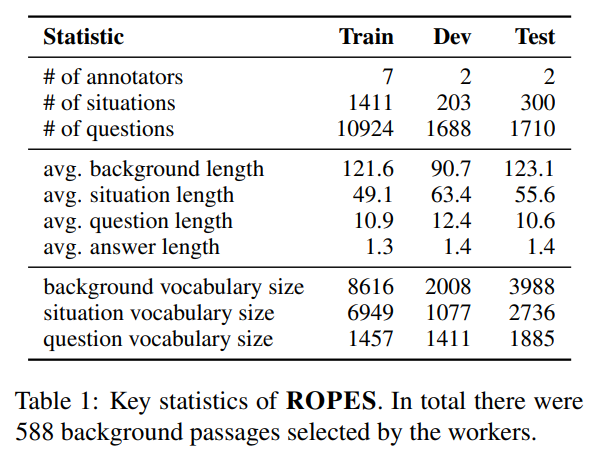 Statistic Train Dev Test
# of annotators 7 2 2
# of situations 1411 203 300
# of questions 10924 1688 1710
avg. background length 121.6 90.7 123.1
avg. situation length 49.1 63.4 55.6
avg. question length 10.9 12.4 10.6
avg. answer length 1.3 1.4 1.4
background vocabulary size 8616 2008 3988
situation vocabulary size 6949 1077 2736
question vocabulary size 1457 1411 1885
Table 1: Key statistics of ROPES. In total there were
588 background passages selected by the workers.